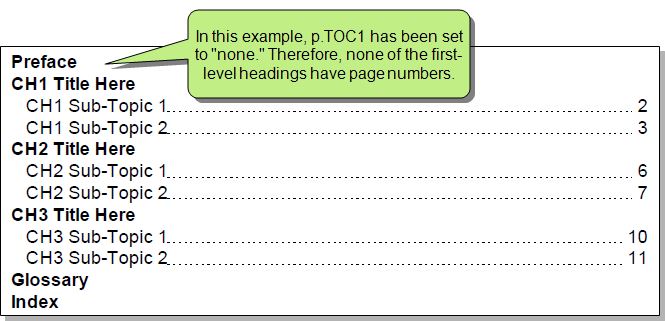 In this example, p.TOC1 has been set
to "none." Therefore, none of the first-
level headings have page numbers.
Preface
CH1 Title Here
CH1 Sub-Topic 1 2
CH1 Sub-Topic 2 3
CH2 Title Here
CH2 Sub-Topic 1 6
CH2 Sub-Topic 2 7
CH3 Title Here
CH3 Sub-Topic 1 10
CH3 Sub-Topic 2 11
Glossary
Index